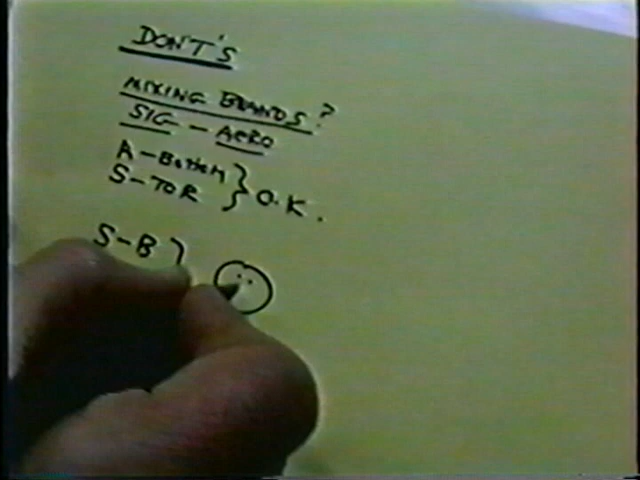 DON'T'S
MIXING BRANDS?
SIG - AERO
A-Bottom } O.K.
S-TOP
S-B }